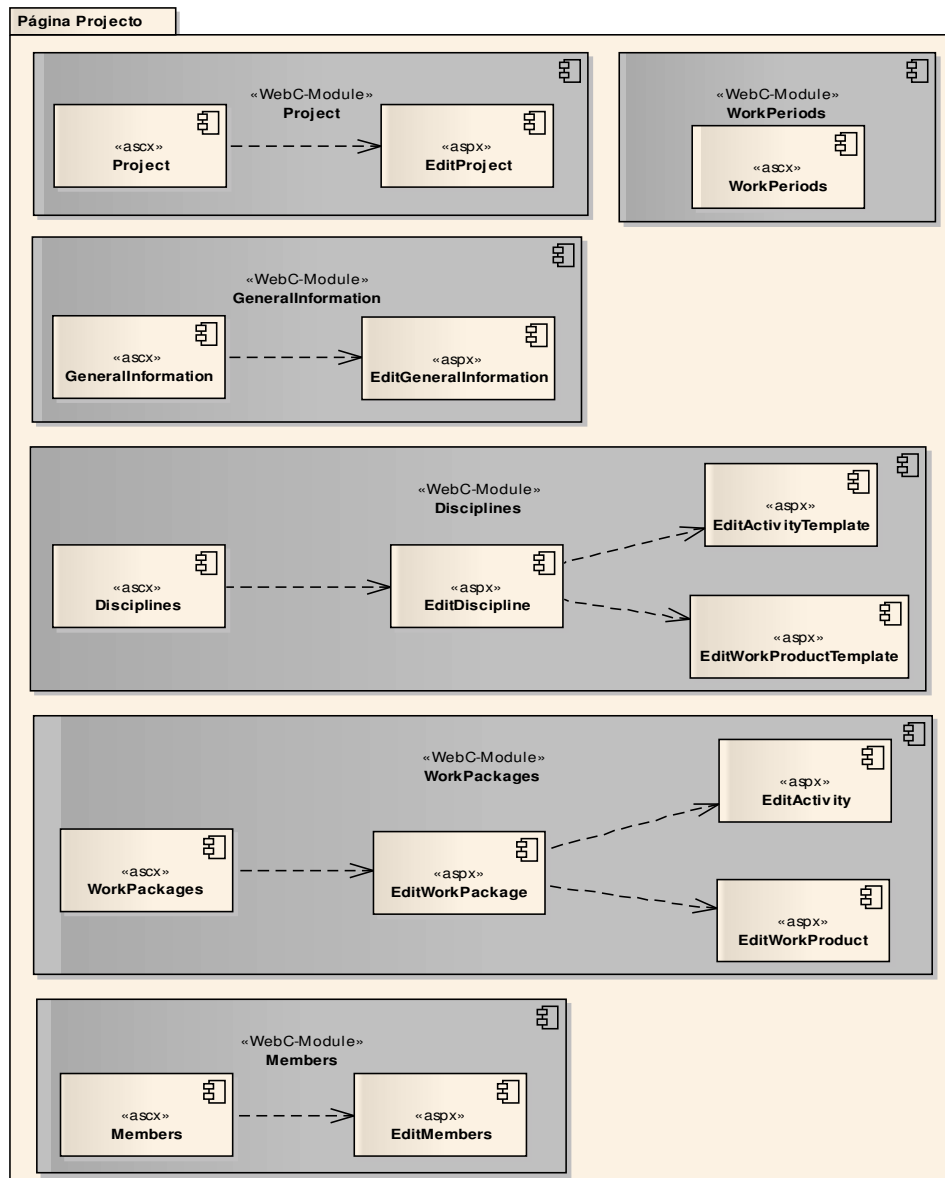 Página Projecto
«WebC-Module»
Project
«ascx»
Project
«aspx»
EditProject
«WebC-Module»
WorkPeriods
«ascx»
WorkPeriods
«WebC-Module»
GeneralInformation
«ascx»
GeneralInformation
«aspx»
EditGeneralInformation
«WebC-Module»
Disciplines
«ascx»
Disciplines
«aspx»
EditDiscipline
«aspx»
EditActivityTemplate
«aspx»
EditWorkProductTemplate
«WebC-Module»
WorkPackages
«ascx»
WorkPackages
«aspx»
EditWorkPackage
«aspx»
EditActivity
«aspx»
EditWorkProduct
«WebC-Module»
Members
«ascx»
Members
«aspx»
EditMembers